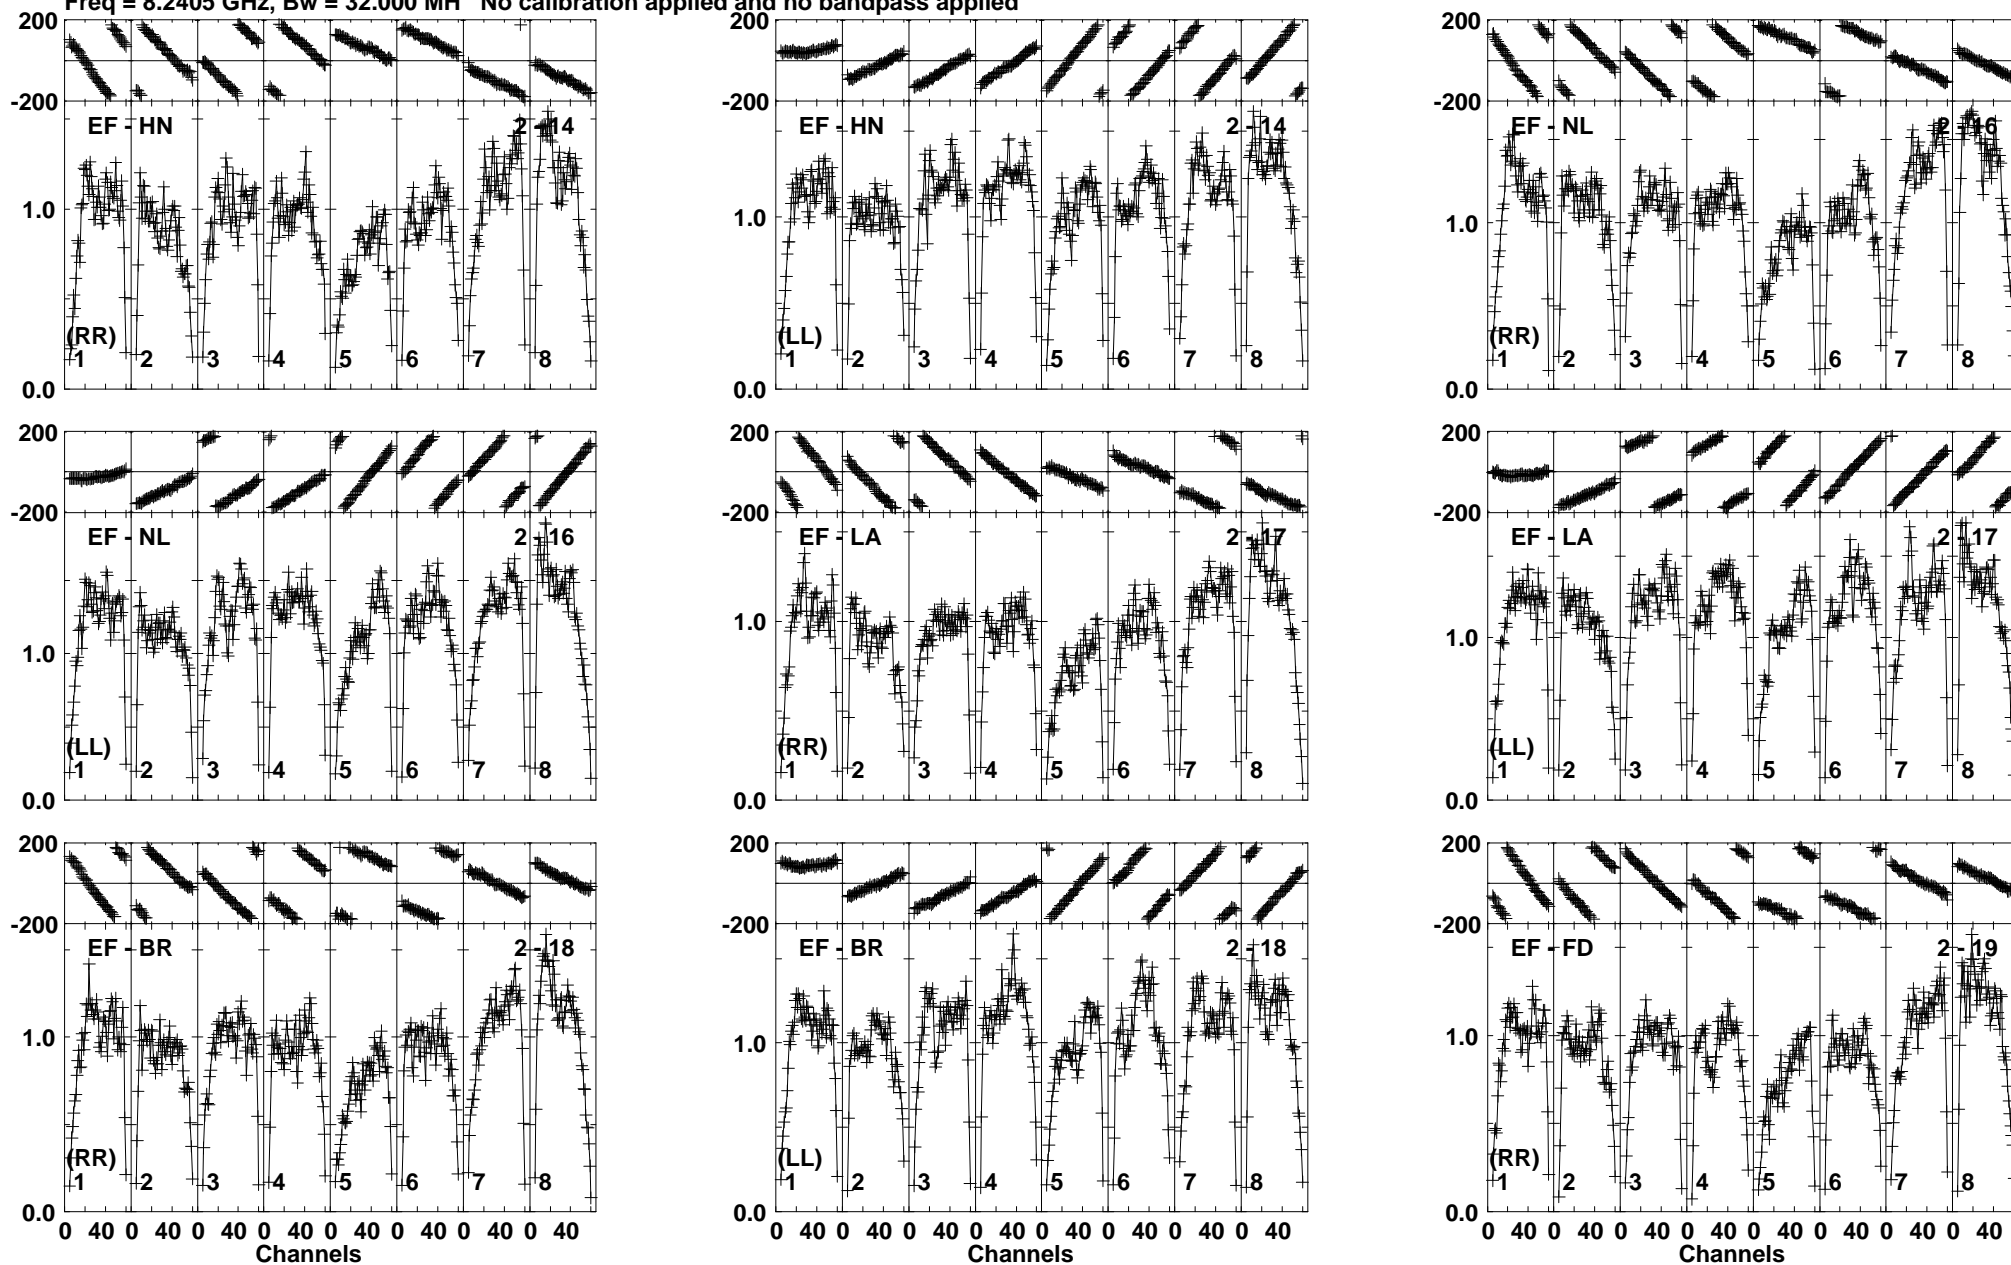 Freq = 8.2405 GHz, Bw = 32.000 MH No calibration applied and no bandpass applied
200 200 200
-200 -200 -200
EF - HN 2 - 14 EF - HN 2 - 14 EF - NL 2 - 16
1.0 1.0 1.0
(RR) (LL) (RR)
1 2 3 4 5 6 7 8 1 2 3 4 5 6 7 8 1 2 3 4 5 6 7 8
0.0 0.0 0.0
200 200 200
-200 -200 -200
EF - NL 2 - 16 EF - LA 2 - 17 EF - LA 2 - 17
1.0 1.0 1.0
(LL) (RR) (LL)
1 2 3 4 5 6 7 8 1 2 3 4 5 6 7 8 1 2 3 4 5 6 7 8
0.0 0.0 0.0
200 200 200
-200 -200 -200
EF - BR 2 - 18 EF - BR 2 - 18 EF - FD 2 - 19
1.0 1.0 1.0
(RR) (LL) (RR)
1 2 3 4 5 6 7 8 1 2 3 4 5 6 7 8 1 2 3 4 5 6 7 8
0.0 0.0 0.0
0 40 0 40 0 40 0 40 0 40 0 40 0 40 0 40 0 40 0 40 0 40 0 40 0 40 0 40 0 40 0 40 0 40 0 40 0 40 0 40 0 40 0 40 0 40 0 40
Channels Channels Channels